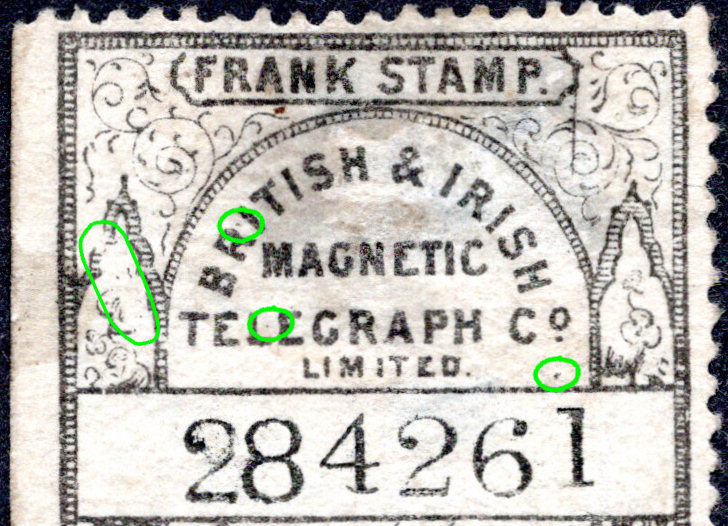 FRANK STAMP.
BRITISH & IRISH
MAGNETIC
TELEGRAPH Cº
LIMITED.
284261